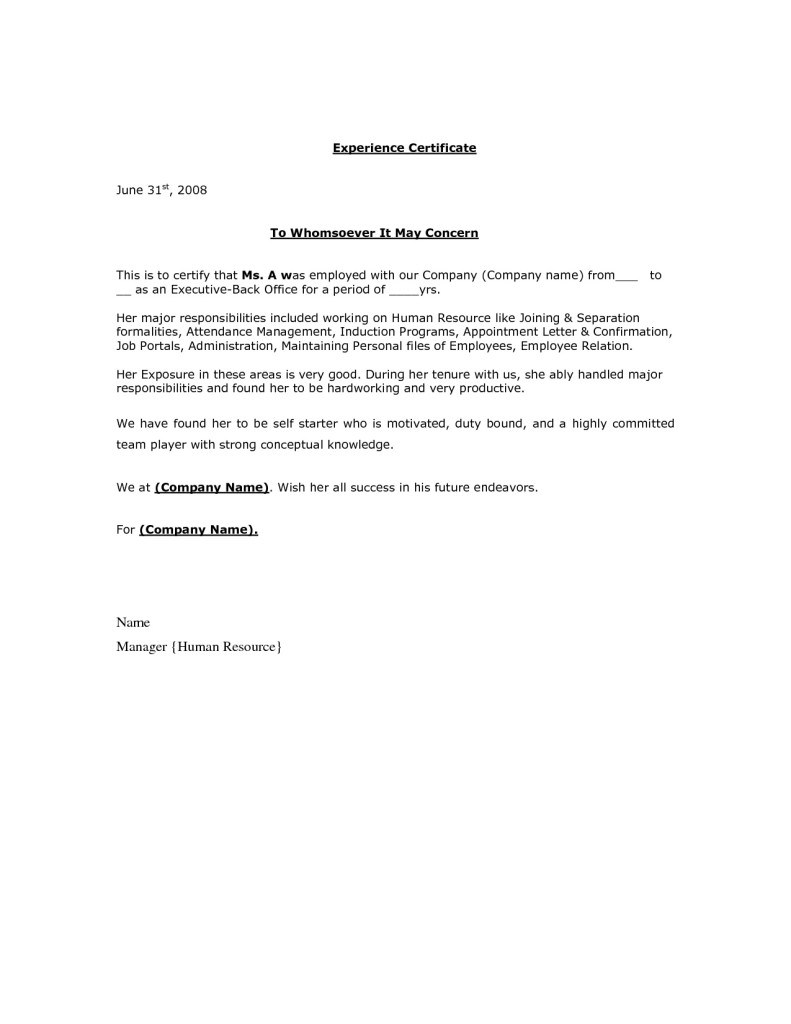 Experience Certificate
June 31st, 2008
To Whomsoever It May Concern
This is to certify that Ms. A was employed with our Company (Company name) from___ to
__ as an Executive-Back Office for a period of ____yrs.
Her major responsibilities included working on Human Resource like Joining & Separation
formalities, Attendance Management, Induction Programs, Appointment Letter & Confirmation,
Job Portals, Administration, Maintaining Personal files of Employees, Employee Relation.
Her Exposure in these areas is very good. During her tenure with us, she ably handled major
responsibilities and found her to be hardworking and very productive.
We have found her to be self starter who is motivated, duty bound, and a highly committed
team player with strong conceptual knowledge.
We at (Company Name). Wish her all success in his future endeavors.
For (Company Name).
Name
Manager {Human Resource}